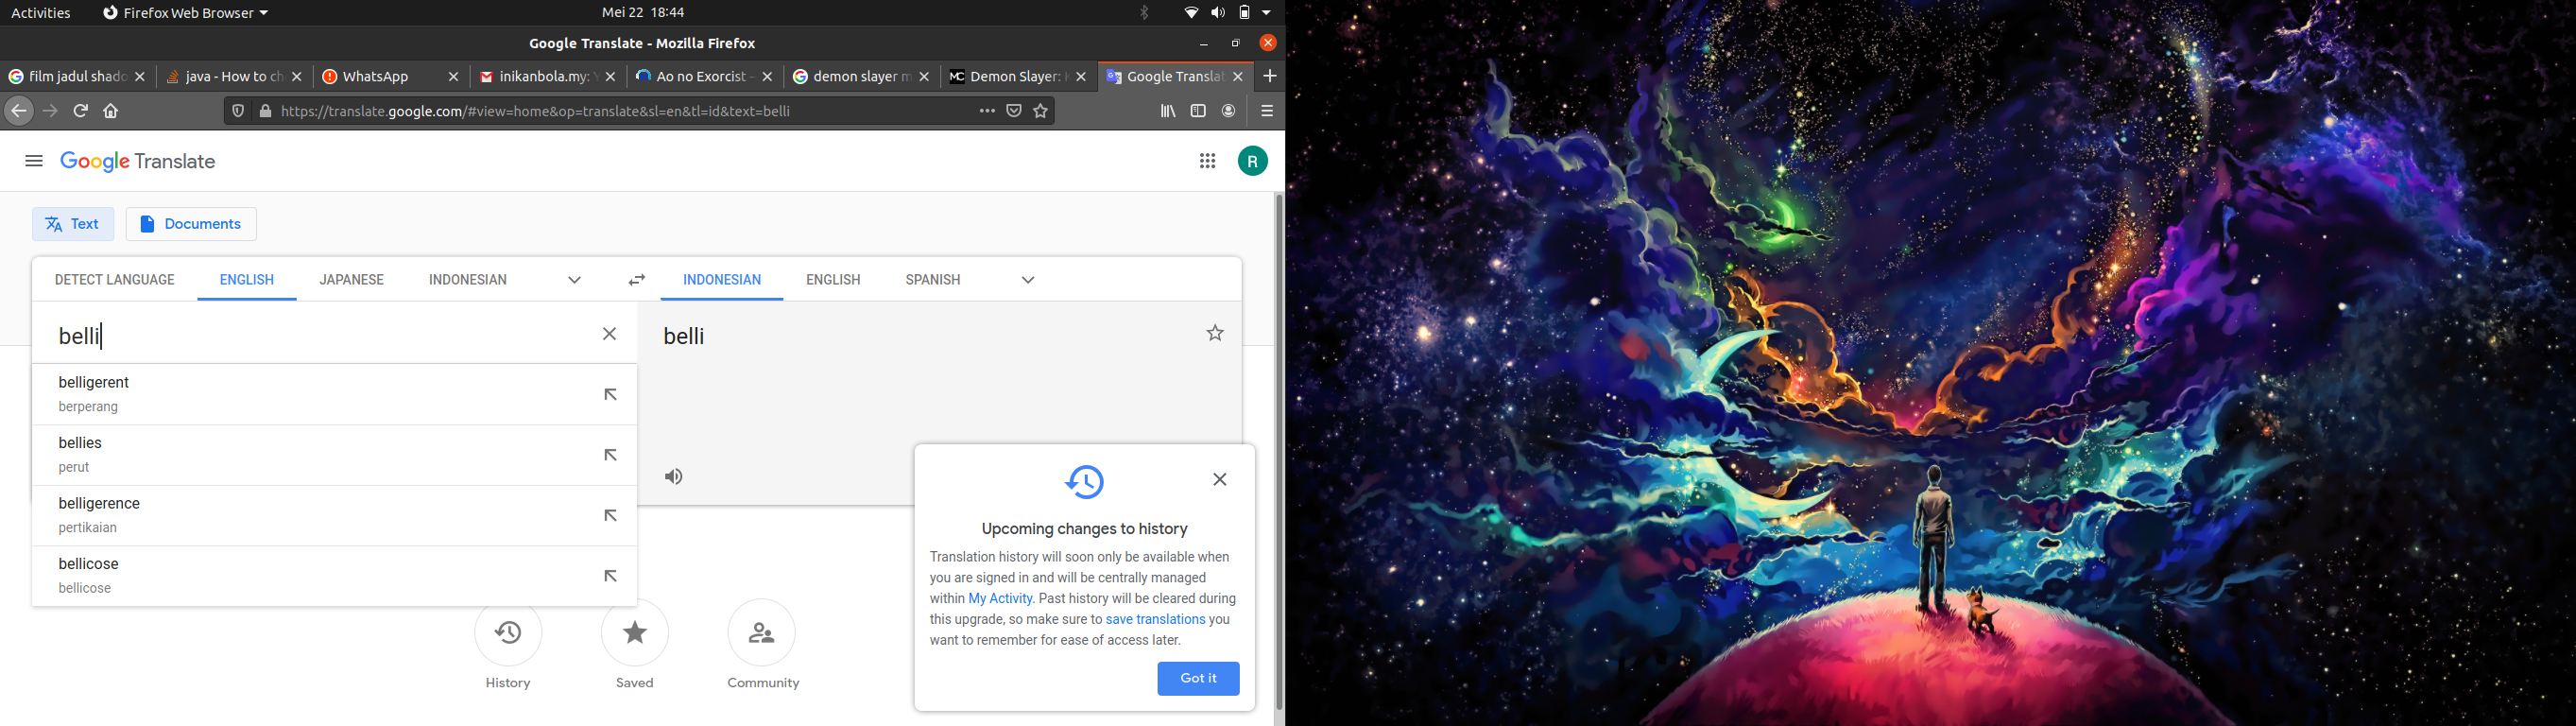 Activities Firefox Web Browser Mei 22 18:44
Google Translate - Mozilla Firefox
film jadul shado java - How to ch WhatsApp inikanbola.my: Ao no Exorcist - demon slayer m Demon Slayer: Google Translat
https://translate.google.com/#view=home&op=translate&sl=en&tl=id&text=belli
Google Translate R
Text Documents
DETECT LANGUAGE ENGLISH JAPANESE INDONESIAN INDONESIAN ENGLISH SPANISH
belli belli
belligerent
berperang
bellies
perut
belligerence
pertikaian
bellicose
bellicose
History Saved Community
Upcoming changes to history
Translation history will soon only be available when
you are signed in and will be centrally managed
within My Activity. Past history will be cleared during
this upgrade, so make sure to save translations you
want to remember for ease of access later.
Got it